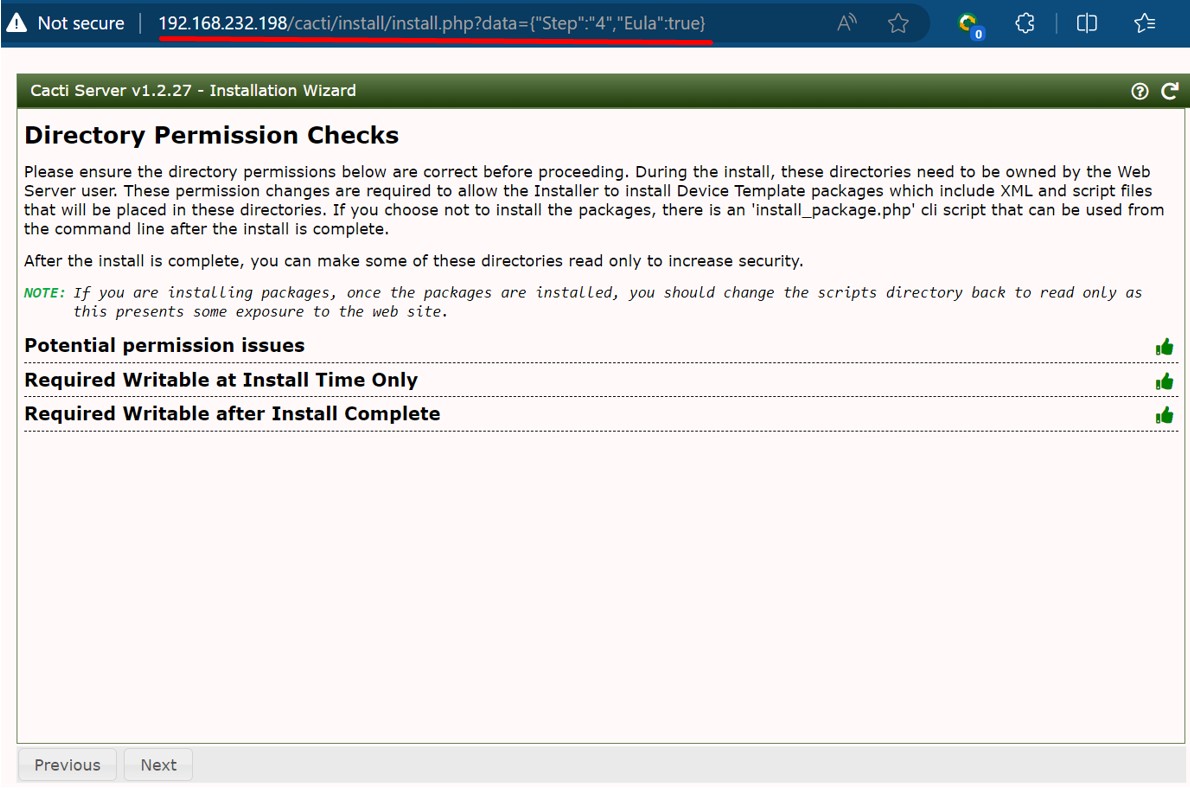 Not secure | 192.168.232.198/cacti/install/install.php?data={"Step":"4","Eula":true}
0
Cacti Server v1.2.27 - Installation Wizard
Directory Permission Checks
Please ensure the directory permissions below are correct before proceeding. During the install, these directories need to be owned by the Web
Server user. These permission changes are required to allow the Installer to install Device Template packages which include XML and script files
that will be placed in these directories. If you choose not to install the packages, there is an 'install_package.php' cli script that can be used from
the command line after the install is complete.
After the install is complete, you can make some of these directories read only to increase security.
NOTE: If you are installing packages, once the packages are installed, you should change the scripts directory back to read only as
this presents some exposure to the web site.
Potential permission issues
Required Writable at Install Time Only
Required Writable after Install Complete
Previous
Next